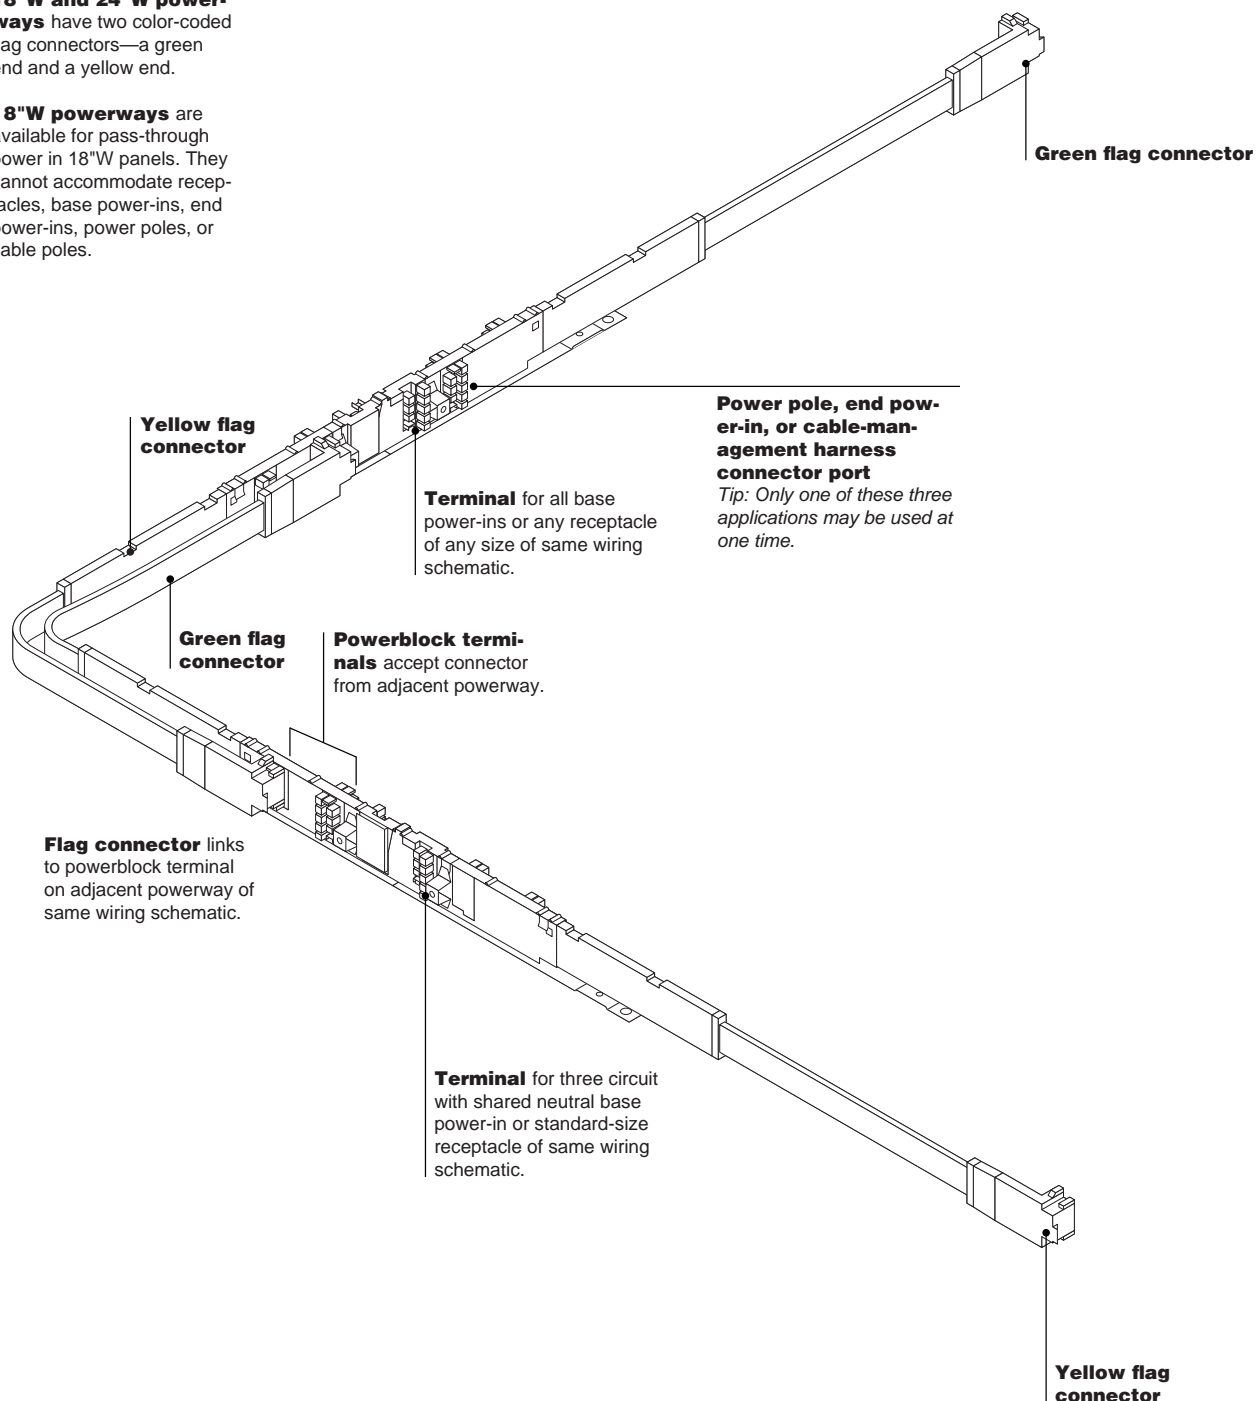 18"W and 24"W power-
ways have two color-coded
ag connectors—a green
end and a yellow end.
8"W powerways are
available for pass-through
power in 18"W panels. They
cannot accommodate recep-
tacles, base power-ins, end
power-ins, power poles, or
cable poles.
Green flag connector
Yellow flag
connector
Power pole, end pow-
er-in, or cable-man-
agement harness
connector port
Tip: Only one of these three
applications may be used at
one time.
Terminal for all base
power-ins or any receptacle
of any size of same wiring
schematic.
Green flag
connector
Powerblock termi-
nals accept connector
from adjacent powerway.
Flag connector links
to powerblock terminal
on adjacent powerway of
same wiring schematic.
Terminal for three circuit
with shared neutral base
power-in or standard-size
receptacle of same wiring
schematic.
Yellow flag
connector